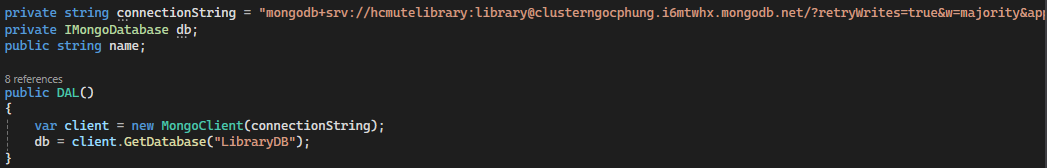 private string connectionString = "mongodb+srv://hcmutelibrary:library@clusterngocphung.i6mtwhx.mongodb.net/?retryWrites=true&w=majority&app
private IMongoDatabase db;
public string name;
8 references
public DAL()
{
var client = new MongoClient(connectionString);
db = client.GetDatabase("LibraryDB");
}